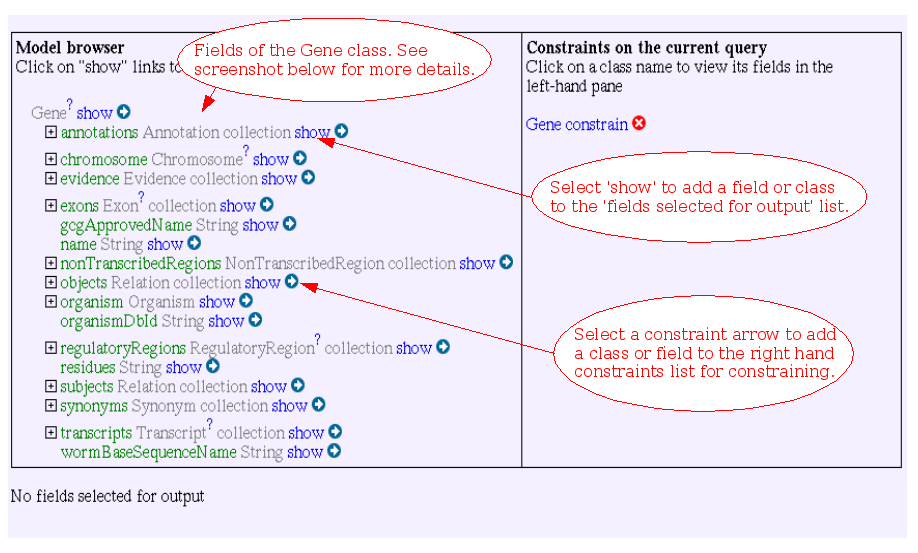 Model browser
Click on "show" links to
Fields of the Gene class. See
screenshot below for more details.
Gene? show
annotations Annotation collection show
chromosome Chromosome? show
evidence Evidence collection show
exons Exon? collection show
gcgApprovedName String show
name String show
nonTranscribedRegions NonTranscribedRegion collection show
objects Relation collection show
organism Organism show
organismDbId String show
regulatoryRegions RegulatoryRegion? collection show
residues String show
subjects Relation collection show
synonyms Synonym collection show
transcripts Transcript? collection show
wormBaseSequenceName String show
Constraints on the current query
Click on a class name to view its fields in the
left-hand pane
Gene constrain
Select 'show' to add a field or class
to the 'fields selected for output' list.
Select a constraint arrow to add
a class or field to the right hand
constraints list for constraining.
No fields selected for output